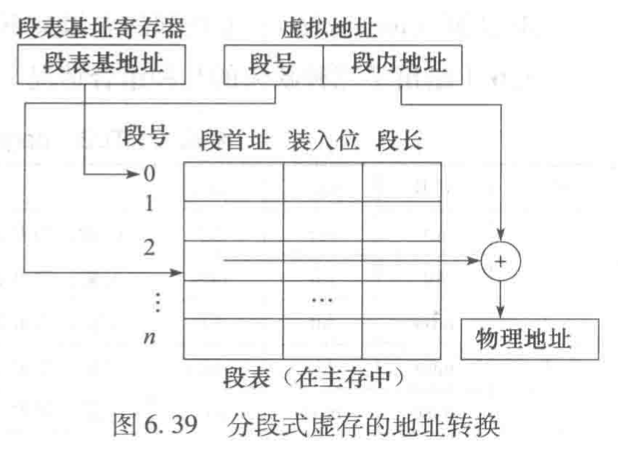 段表基址寄存器 虚拟地址
段表基地址 段号 段内地址
段号 段首址 装入位 段长
0
1
2
+
⋮ …
n 物理地址
段表（在主存中）
图 6.39 分段式虚存的地址转换